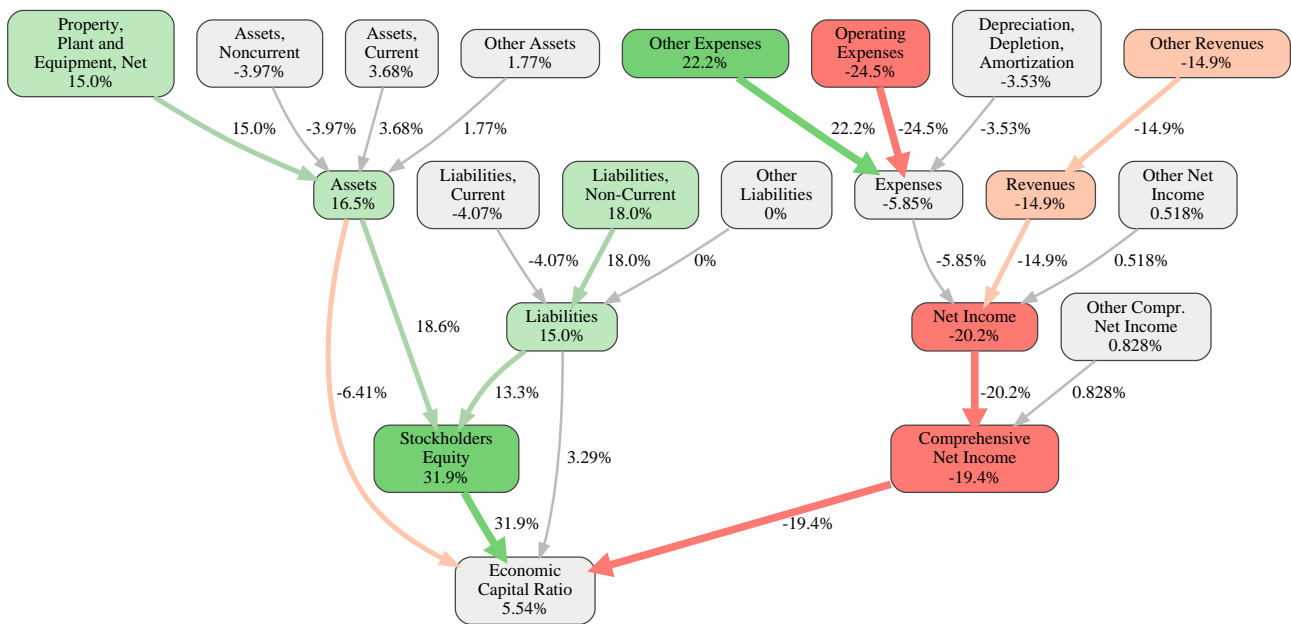 Property,
Plant and
Equipment, Net
15.0%
Assets,
Noncurrent
-3.97%
Assets,
Current
3.68%
Other Assets
1.77%
Other Expenses
22.2%
Operating
Expenses
-24.5%
Depreciation,
Depletion,
Amortization
-3.53%
Other Revenues
-14.9%
15.0%
-3.97%
3.68%
1.77%
22.2%
-24.5%
-3.53%
-14.9%
Assets
16.5%
Liabilities,
Current
-4.07%
Liabilities,
Non-Current
18.0%
Other
Liabilities
0%
Expenses
-5.85%
Revenues
-14.9%
Other Net
Income
0.518%
-4.07%
18.0%
0%
-5.85%
-14.9%
0.518%
18.6%
Liabilities
15.0%
Net Income
-20.2%
Other Compr.
Net Income
0.828%
-6.41%
13.3%
-20.2%
0.828%
Stockholders
Equity
31.9%
3.29%
Comprehensive
Net Income
-19.4%
31.9%
-19.4%
Economic
Capital Ratio
5.54%